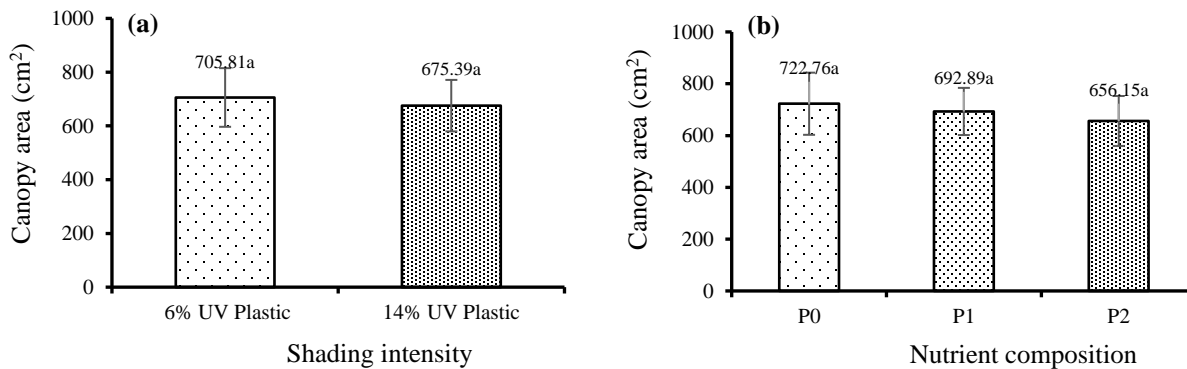 (a)
Canopy area (cm²)
1000
800
600
400
200
0
705.81a
675.39a
6% UV Plastic
14% UV Plastic
Shading intensity
(b)
Canopy area (cm²)
1000
800
600
400
200
0
722.76a
692.89a
656.15a
P0
P1
P2
Nutrient composition